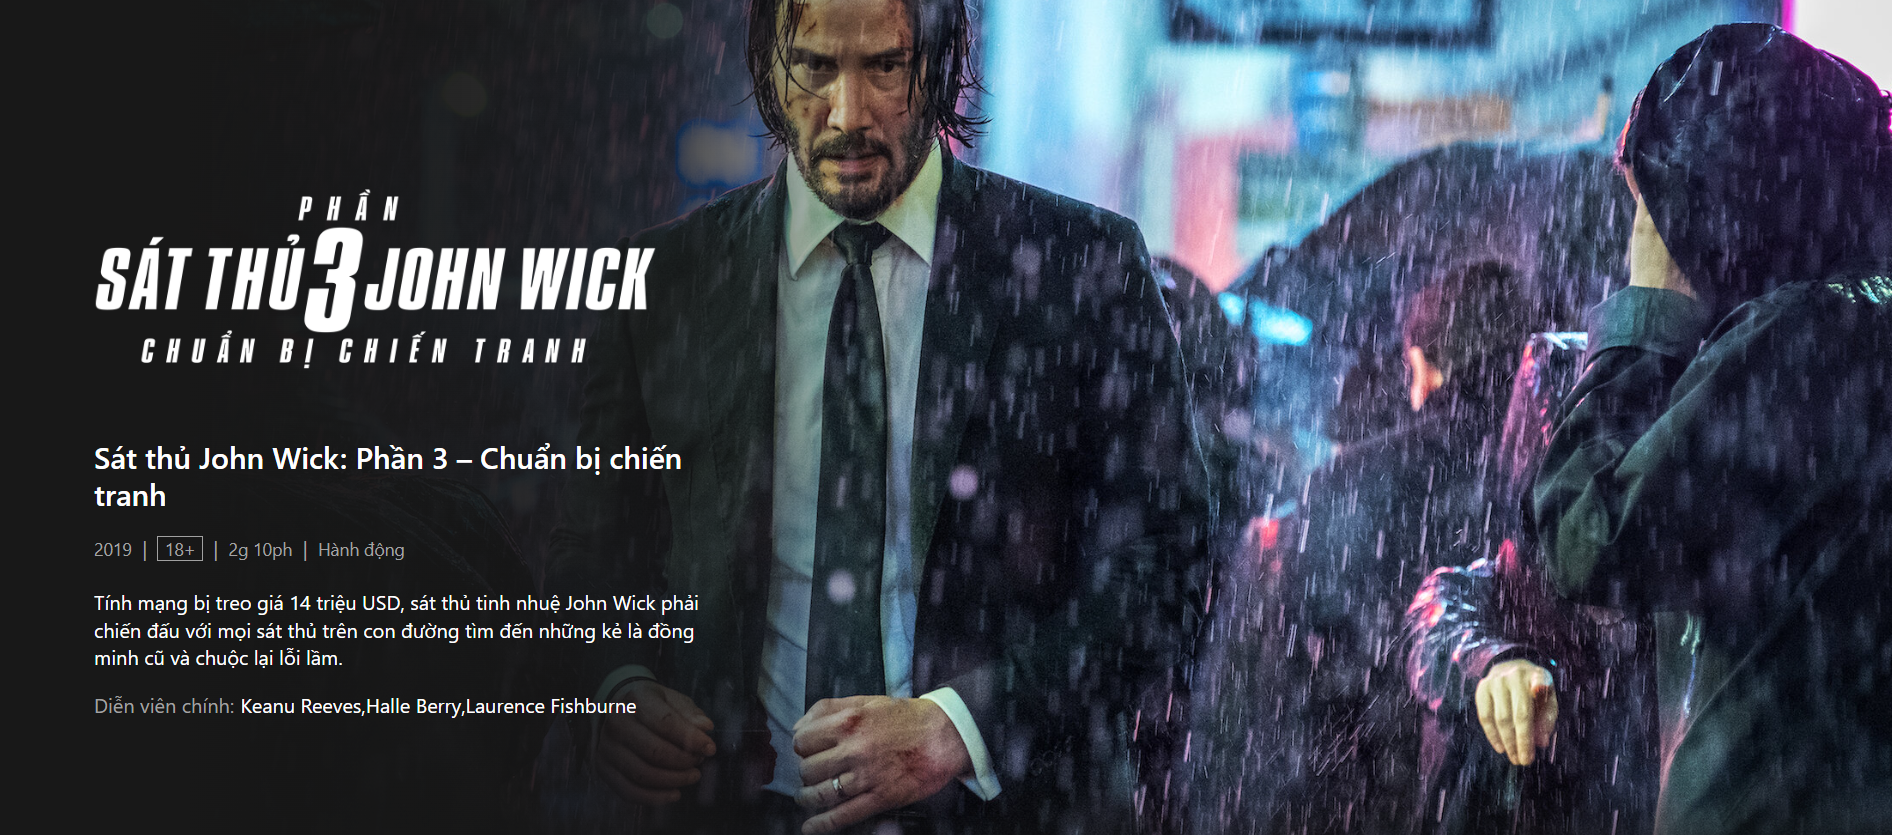 PHẦN
SÁT THỦ 3 JOHN WICK
CHUẨN BỊ CHIẾN TRANH
Sát thủ John Wick: Phần 3 – Chuẩn bị chiến
tranh
2019 | 18+ | 2g 10ph | Hành động
Tính mạng bị treo giá 14 triệu USD, sát thủ tinh nhuệ John Wick phải
chiến đấu với mọi sát thủ trên con đường tìm đến những kẻ là đồng
minh cũ và chuộc lại lỗi lầm.
Diễn viên chính: Keanu Reeves,Halle Berry,Laurence Fishburne